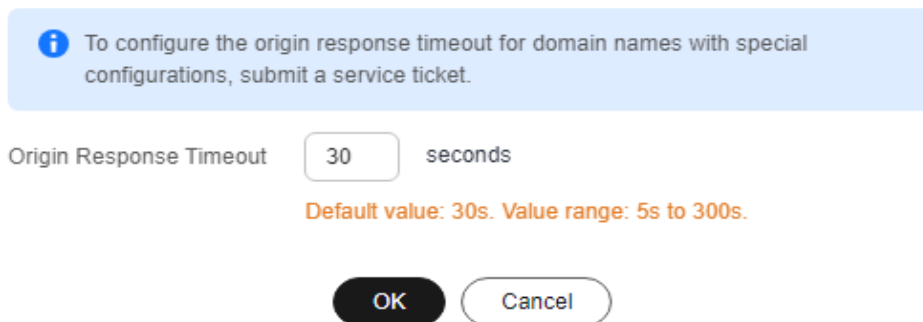 To configure the origin response timeout for domain names with special
configurations, submit a service ticket.
Origin Response Timeout 30 seconds
Default value: 30s. Value range: 5s to 300s.
OK Cancel